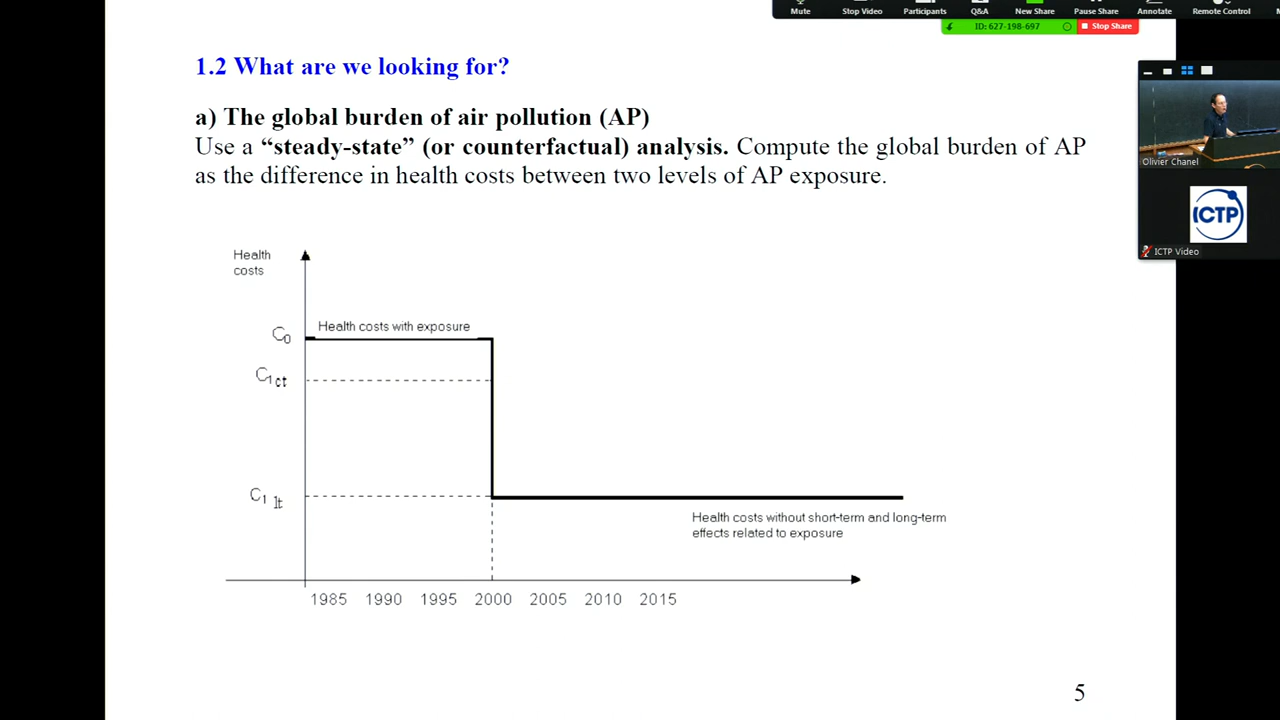 Mute Stop Video Participants Q&A New Share Pause Share Annotate Remote Control
ID: 627-198-697 Stop Share
1.2 What are we looking for?
a) The global burden of air pollution (AP)
Use a “steady-state” (or counterfactual) analysis. Compute the global burden of AP
as the difference in health costs between two levels of AP exposure.
Olivier Chanel
ICTP
ICTP Video
Health
costs
C0
Health costs with exposure
C1 ct
C1 lt
Health costs without short-term and long-term
effects related to exposure
1985 1990 1995 2000 2005 2010 2015
5